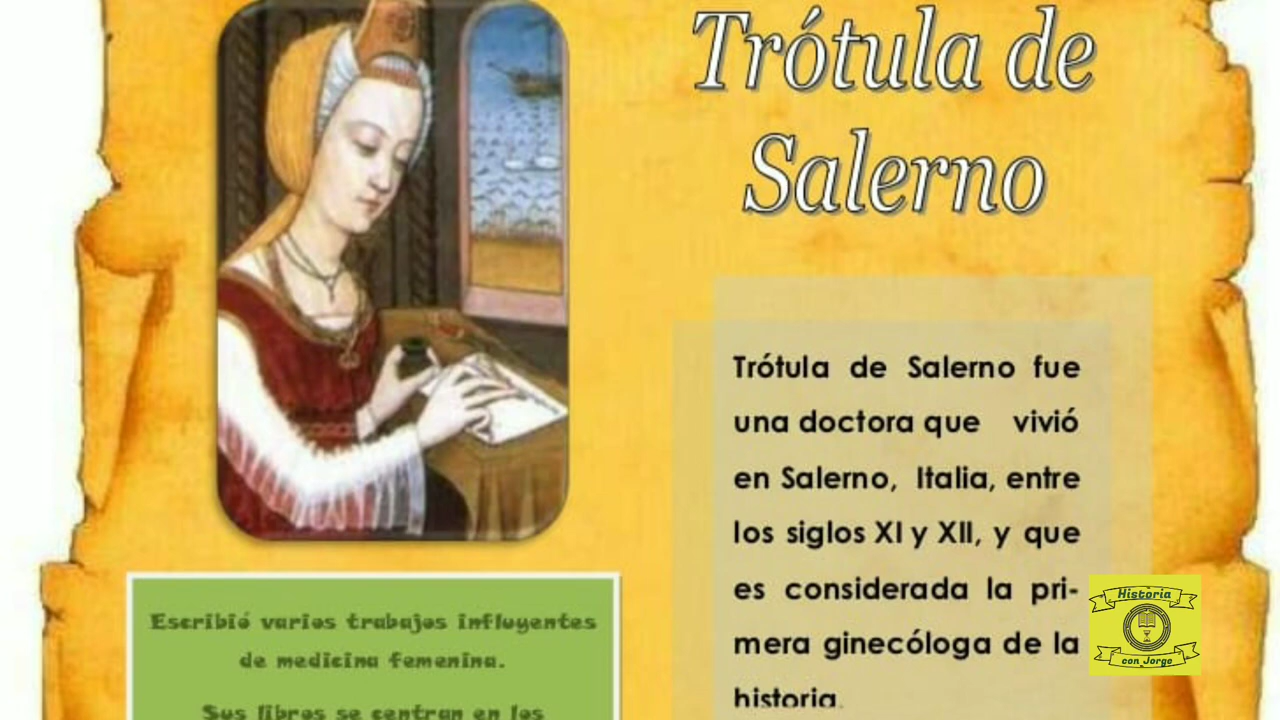 Trótula de
Salerno
Trótula de Salerno fue
una doctora que vivió
en Salerno, Italia, entre
los siglos XI y XII, y que
es considerada la pri-
mera ginecóloga de la
historia.
Escribió varios trabajos influyentes
de medicina femenina.
Sus libros se centran en los
Historia
con Jorge